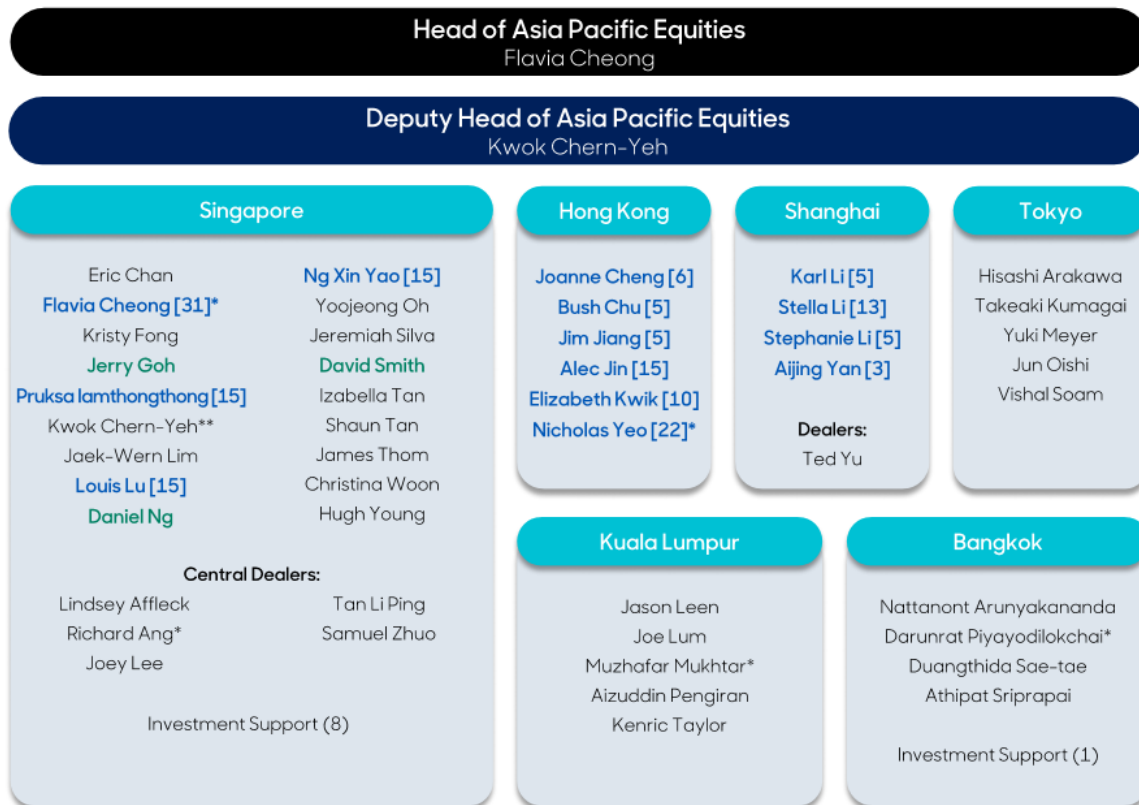 Head of Asia Pacific Equities
Flavia Cheong
Deputy Head of Asia Pacific Equities
Kwok Chern-Yeh
Singapore
Eric Chan
Flavia Cheong [31]*
Kristy Fong
Jerry Goh
Pruksa Iamthongthong [15]
Kwok Chern-Yeh**
Jaek-Wern Lim
Louis Lu [15]
Daniel Ng
Ng Xin Yao [15]
Yoojeong Oh
Jeremiah Silva
David Smith
Izabella Tan
Shaun Tan
James Thom
Christina Woon
Hugh Young
Central Dealers:
Lindsey Affleck
Richard Ang*
Joey Lee
Tan Li Ping
Samuel Zhuo
Investment Support (8)
Hong Kong
Joanne Cheng [6]
Bush Chu [5]
Jim Jiang [5]
Alec Jin [15]
Elizabeth Kwik [10]
Nicholas Yeo [22]*
Shanghai
Karl Li [5]
Stella Li [13]
Stephanie Li [5]
Aijing Yan [3]
Dealers:
Ted Yu
Tokyo
Hisashi Arakawa
Takeaki Kumagai
Yuki Meyer
Jun Oishi
Vishal Soam
Kuala Lumpur
Jason Leen
Joe Lum
Muzhafar Mukhtar*
Aizuddin Pengiran
Kenric Taylor
Bangkok
Nattanont Arunyakananda
Darunrat Piyayodilokchai*
Duangthida Sae-tae
Athipat Sriprapai
Investment Support (1)